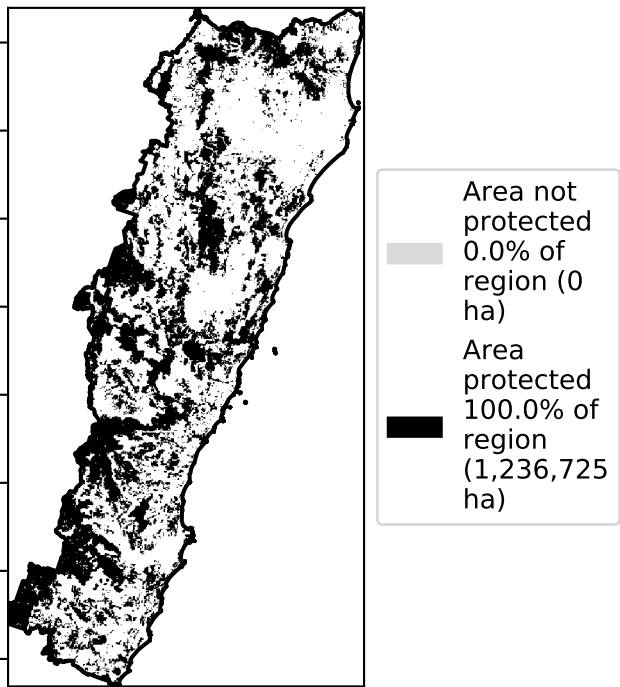 Area not
protected
0.0% of
region (0
ha)
Area
protected
100.0% of
region
(1,236,725
ha)